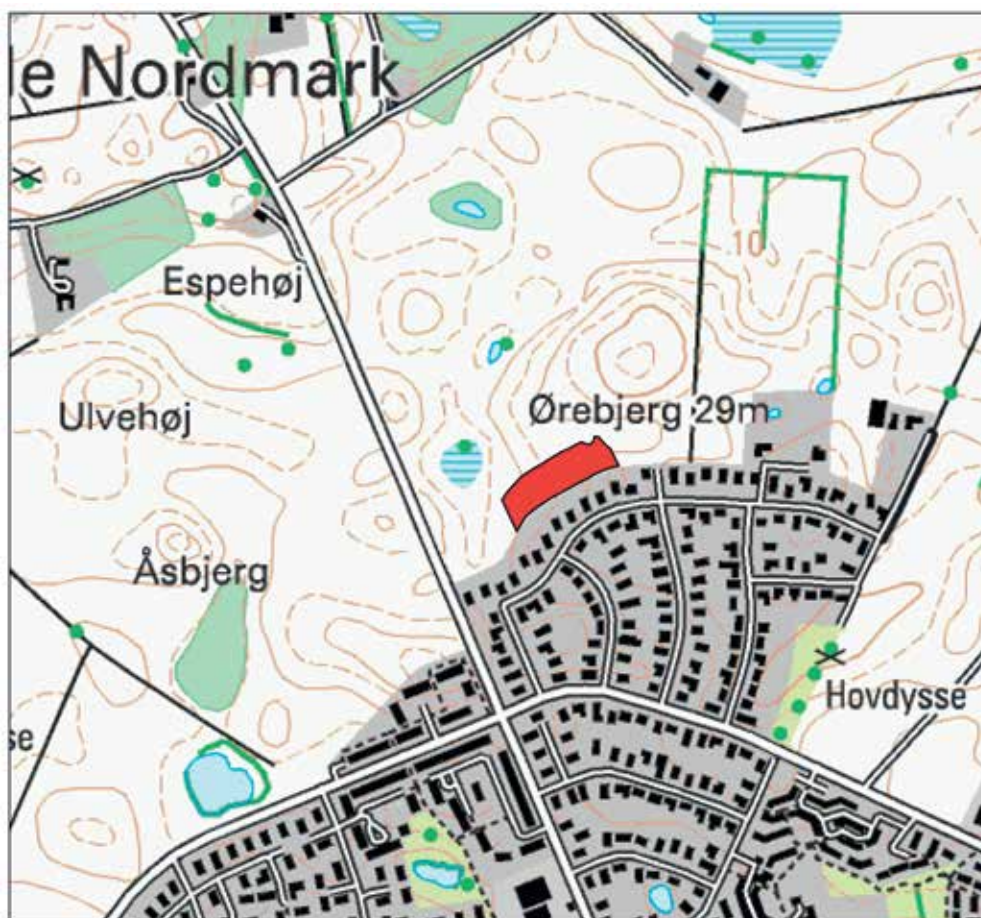 le Nordmark
10
Espehøj
Ulvehøj
Ørebjerg 29m
Åsbjerg
Hovdysse
se